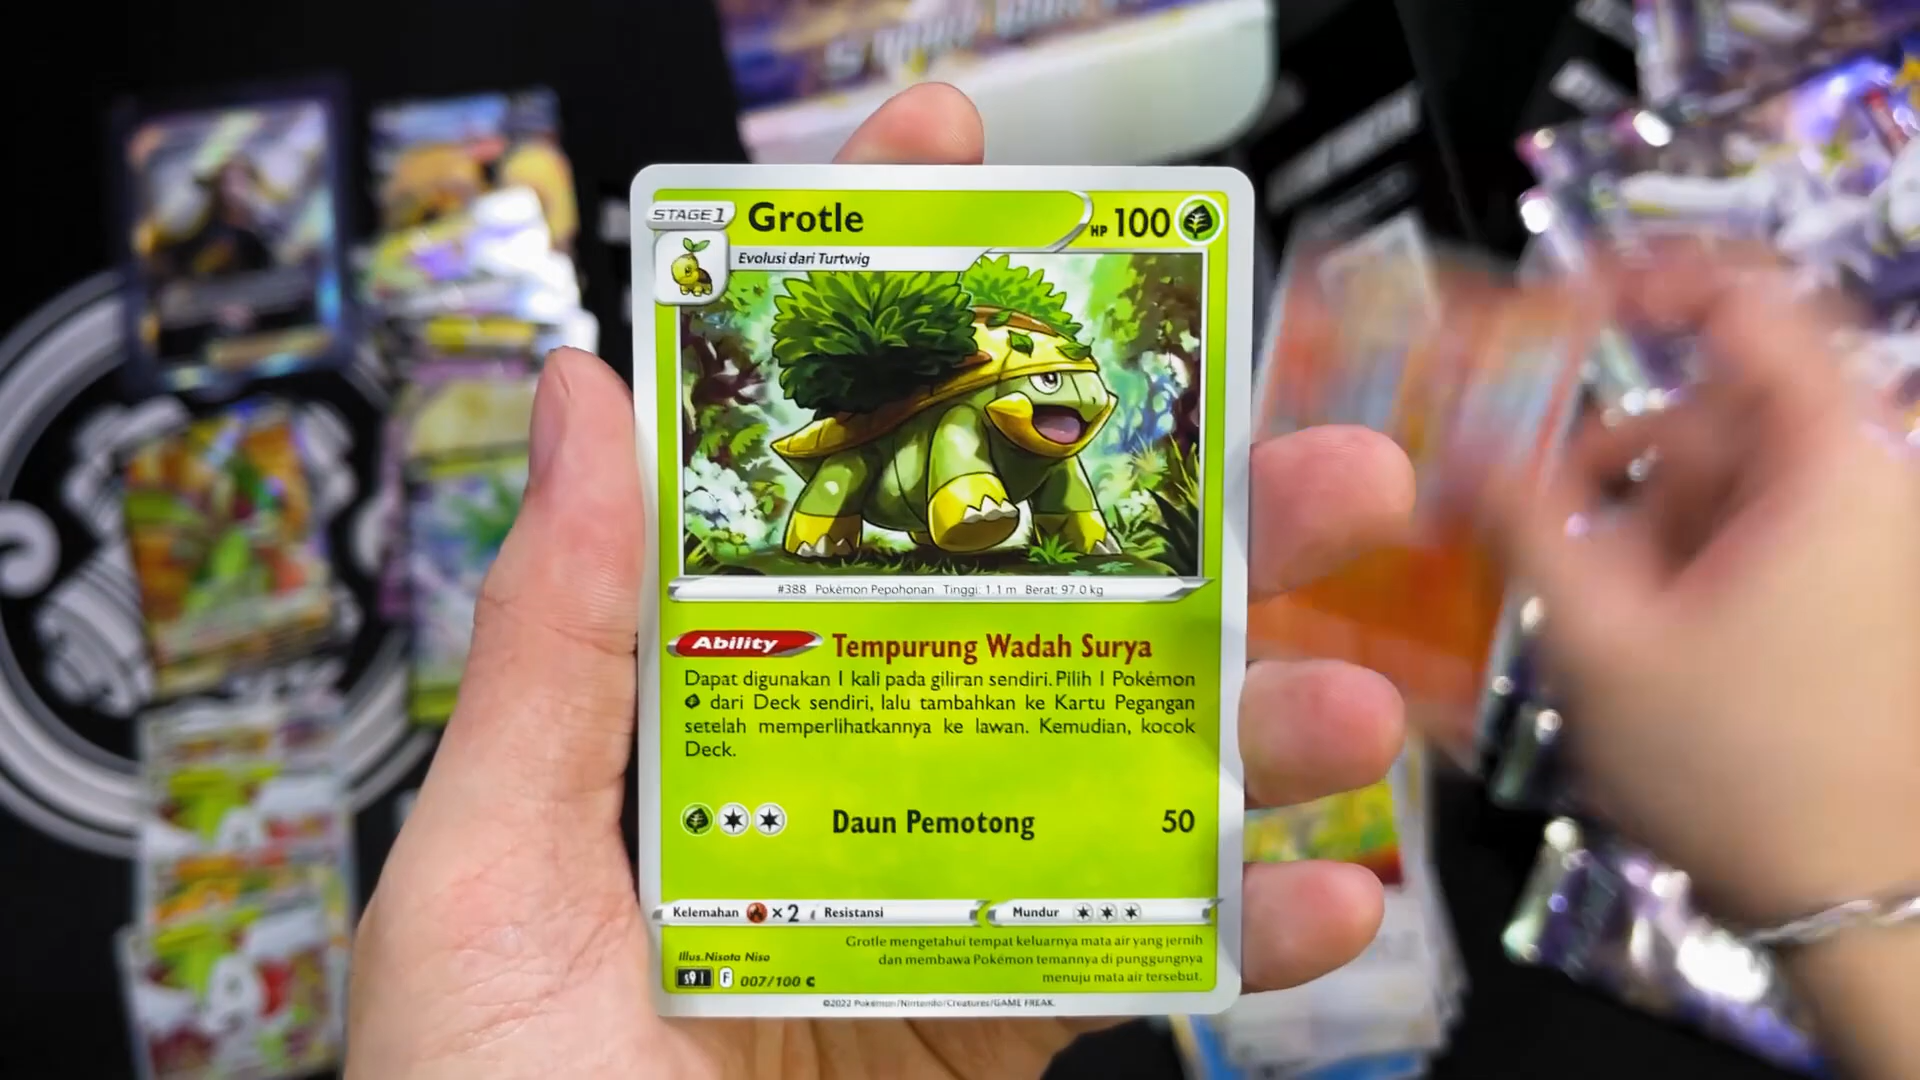 STAGE 1
Grotle
HP 100
Evolusi dari Turtwig
#388 Pokémon Pepohonan Tinggi: 1.1 m Berat: 97.0 kg
Ability Tempurung Wadah Surya
Dapat digunakan 1 kali pada giliran sendiri. Pilih 1 Pokémon
dari Deck sendiri, lalu tambahkan ke Kartu Pegangan
setelah memperlihatkannya ke lawan. Kemudian, kocok
Deck.
Daun Pemotong 50
Kelemahan ×2 Resistansi Mundur
Grotle mengetahui tempat keluarnya mata air yang jernih
dan membawa Pokémon temannya di punggungnya
menuju mata air tersebut.
Illus. Nisota Niso
s9 I F 007/100 C
©2022 Pokémon/Nintendo/Creatures/GAME FREAK.